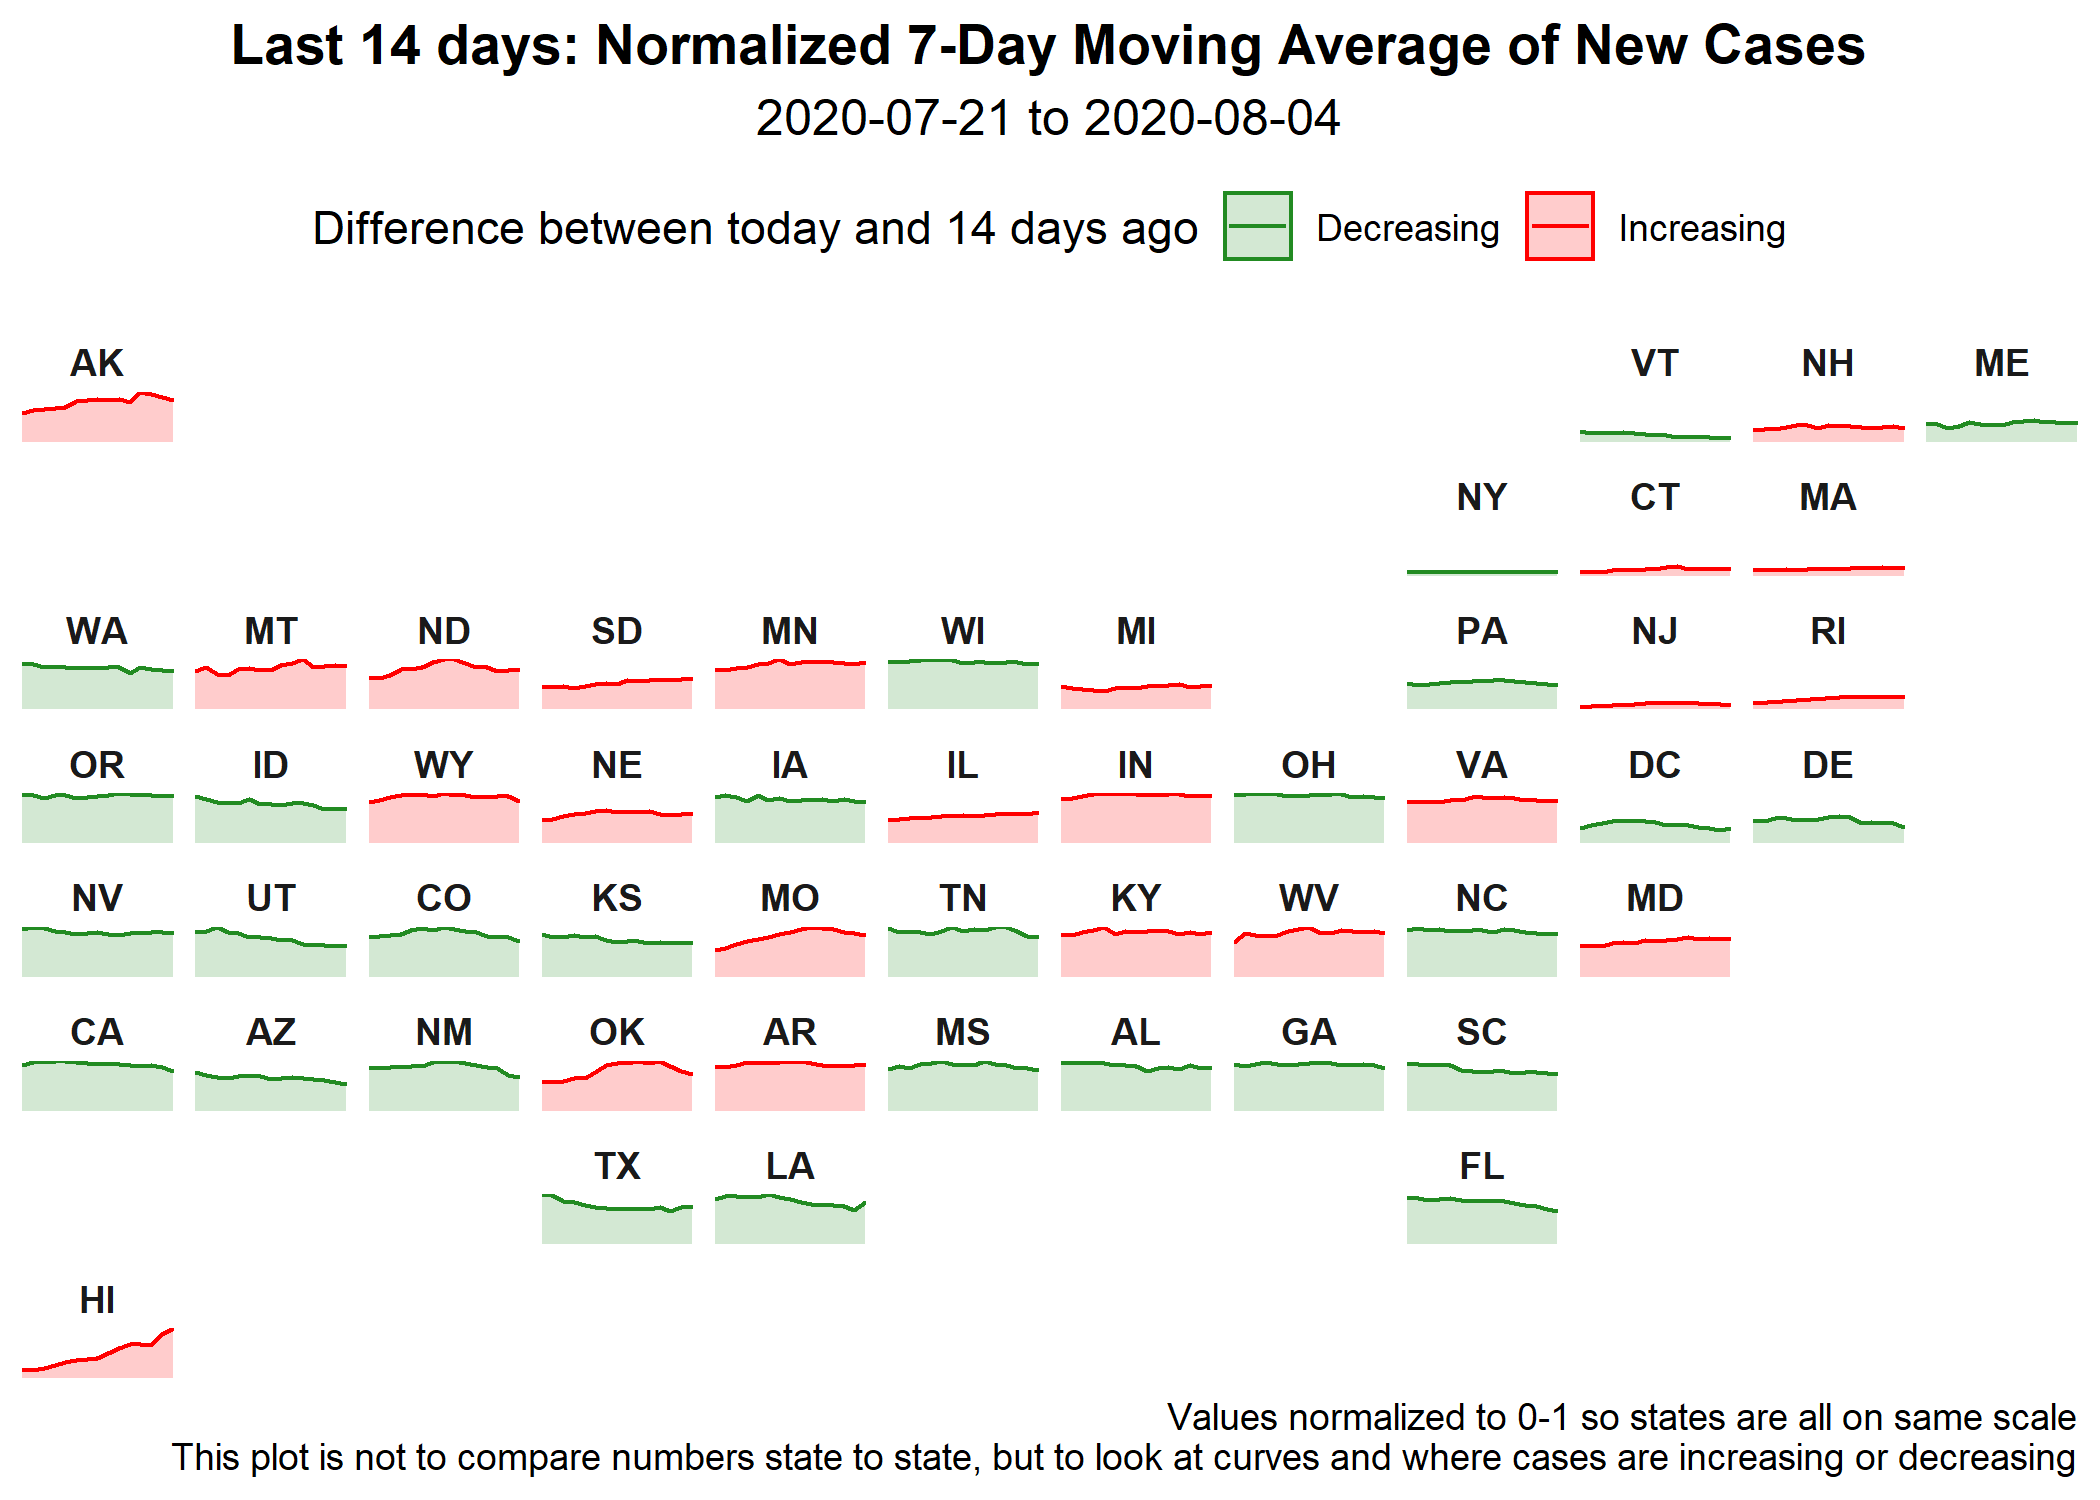 Last 14 days: Normalized 7-Day Moving Average of New Cases
2020-07-21 to 2020-08-04
Difference between today and 14 days ago Decreasing Increasing
AK VT NH ME
NY CT MA
WA MT ND SD MN WI MI PA NJ RI
OR ID WY NE IA IL IN OH VA DC DE
NV UT CO KS MO TN KY WV NC MD
CA AZ NM OK AR MS AL GA SC
TX LA FL
HI
Values normalized to 0-1 so states are all on same scale
This plot is not to compare numbers state to state, but to look at curves and where cases are increasing or decreasing